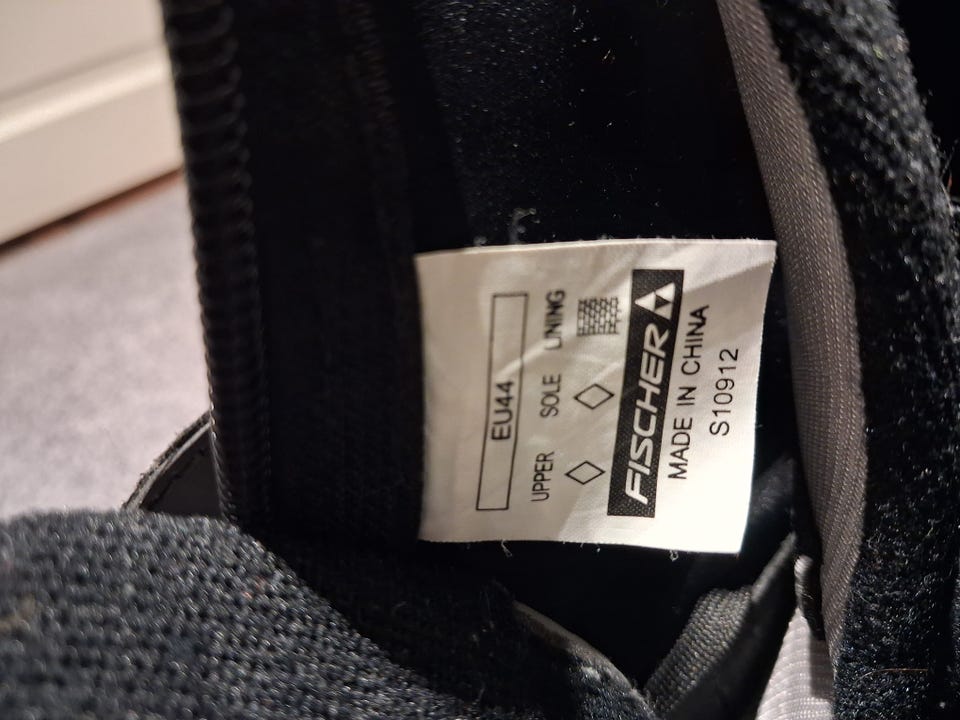 EU44
UPPER SOLE LINING
FISCHER
MADE IN CHINA
S10912